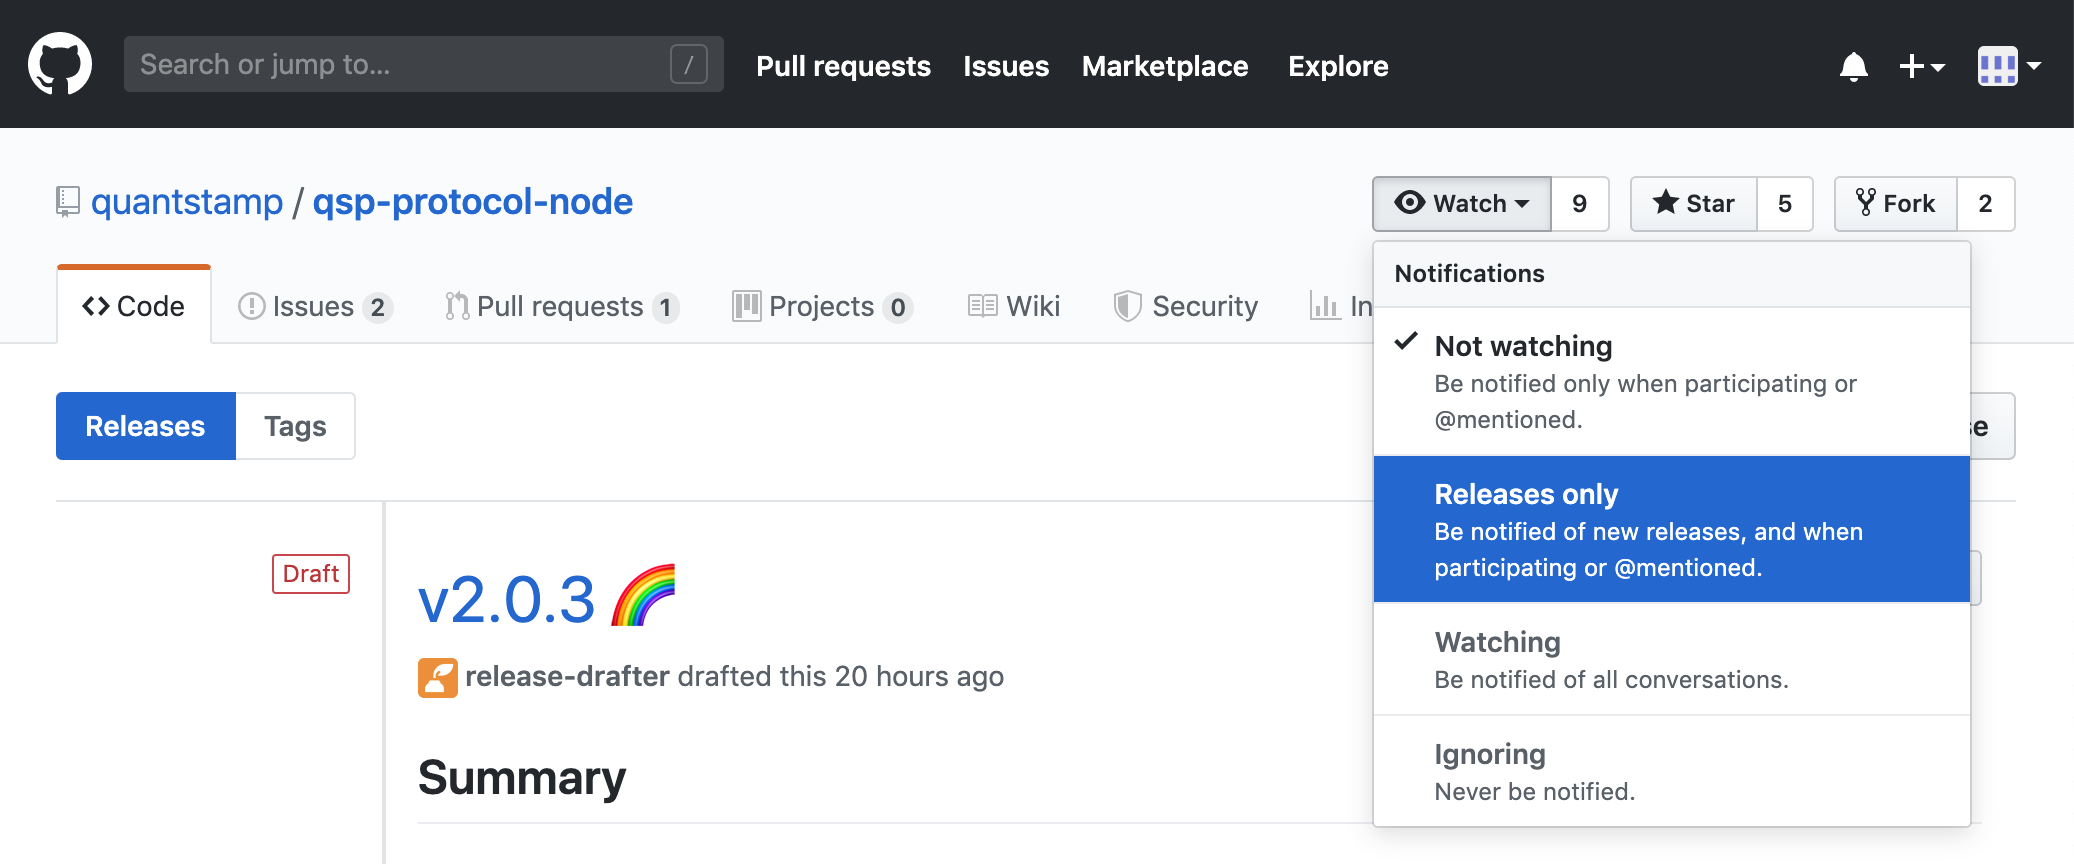 Search or jump to... /
Pull requests Issues Marketplace Explore
quantstamp / qsp-protocol-node
Watch 9 Star 5 Fork 2
Code Issues 2 Pull requests 1 Projects 0 Wiki Security
Notifications
Not watching
Be notified only when participating or
@mentioned.
Releases only
Be notified of new releases, and when
participating or @mentioned.
Watching
Be notified of all conversations.
Ignoring
Never be notified.
Releases Tags
Draft
v2.0.3 🌈
release-drafter drafted this 20 hours ago
Summary